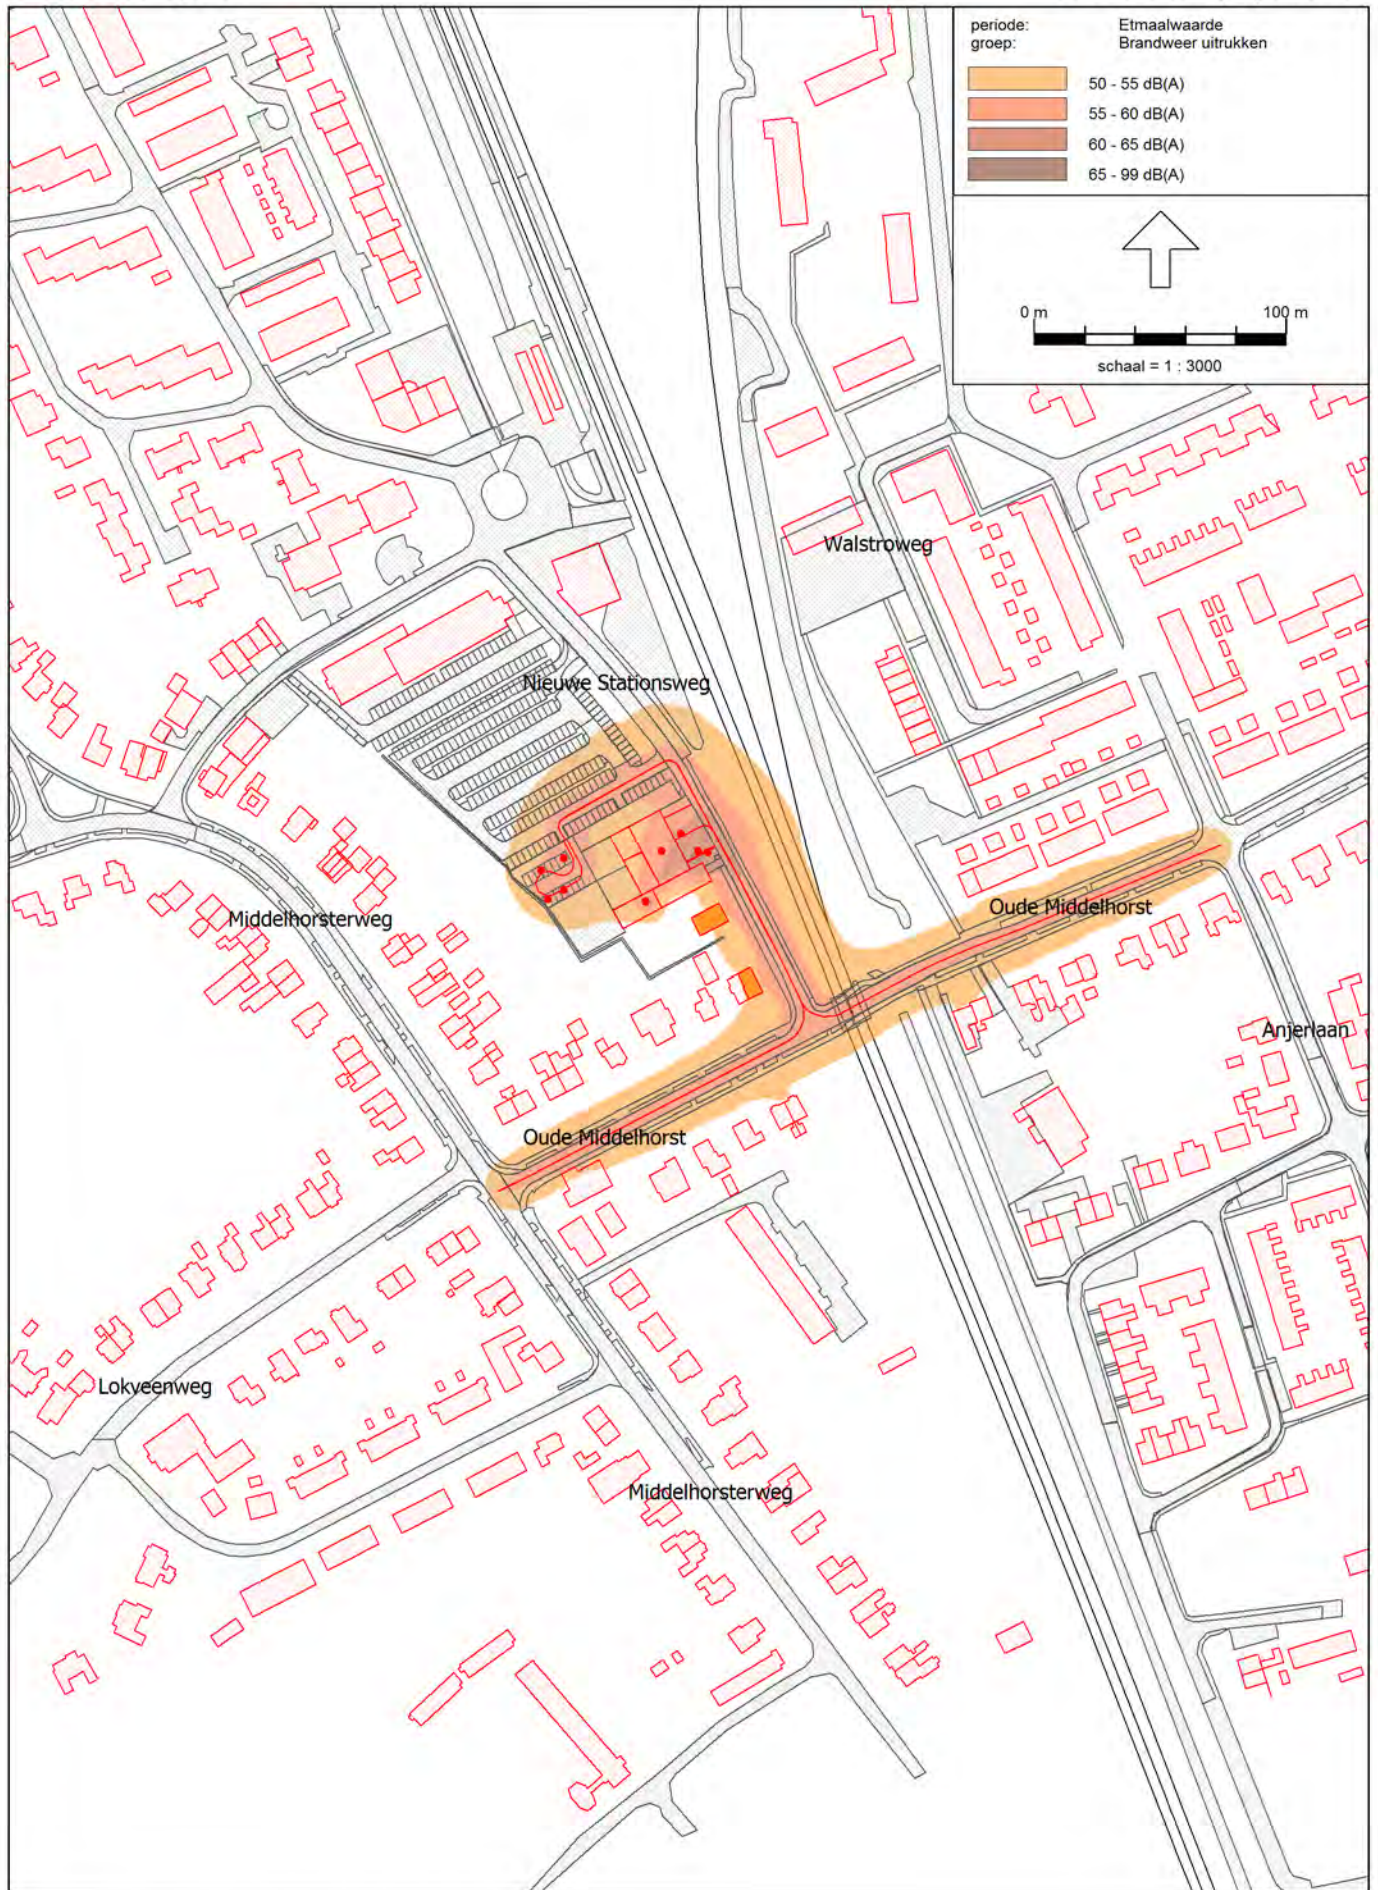 periode: Etmaalwaarde
groep: Brandweer uitrukken
50 - 55 dB(A)
55 - 60 dB(A)
60 - 65 dB(A)
65 - 99 dB(A)
0 m 100 m
schaal = 1 : 3000
Walstroweg
Nieuwe Stationsweg
Middelhorsterweg
Oude Middelhorst
Anjerlaan
Oude Middelhorst
Lokveenweg
Middelhorsterweg